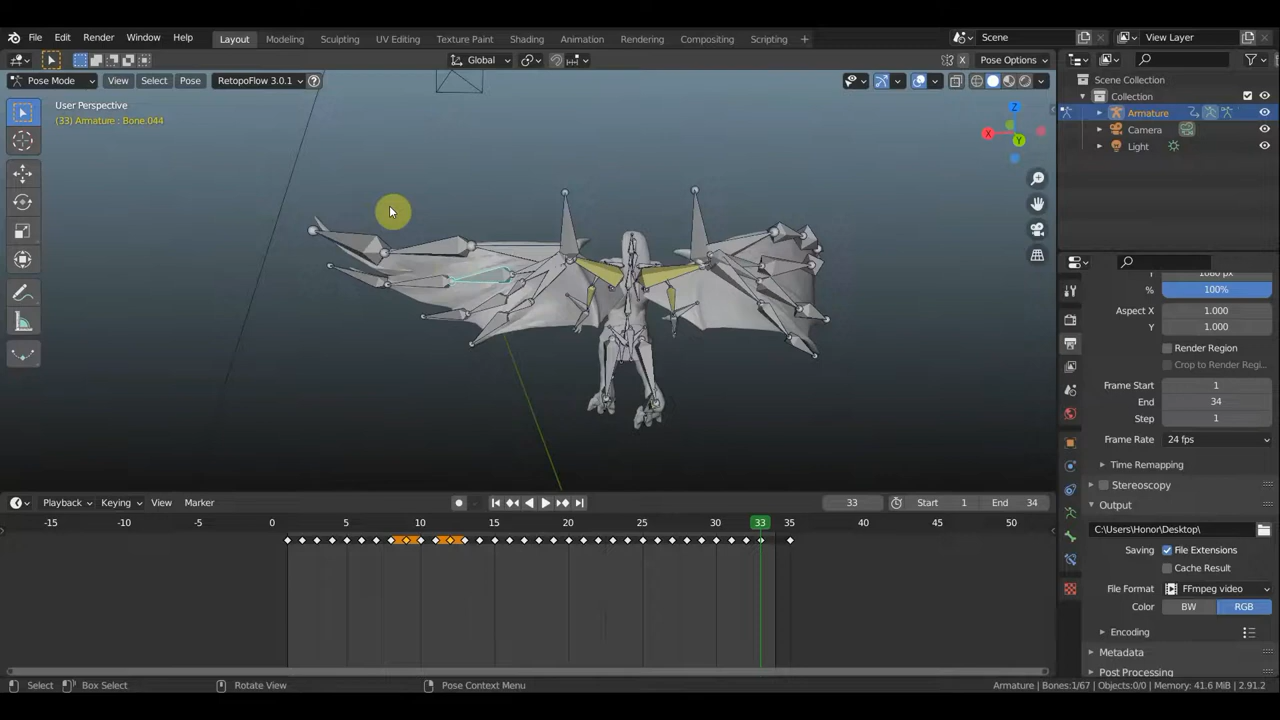 File Edit Render Window Help Layout Modeling Sculpting UV Editing Texture Paint Shading Animation Rendering Compositing Scripting + Scene View Layer
Global Pose Options
Pose Mode View Select Pose RetopoFlow 3.0.1
User Perspective
(33) Armature : Bone.044
Z
X
Y
Scene Collection
Collection
Armature
Camera
Light
Y 1080 px
% 100%
Aspect X 1.000
Y 1.000
Render Region
Crop to Render Regi...
Frame Start 1
End 34
Step 1
Frame Rate 24 fps
Time Remapping
Stereoscopy
Output
C:\Users\Honor\Desktop\
Saving File Extensions
Cache Result
File Format FFmpeg video
Color BW RGB
Encoding
Metadata
Post Processing
Playback Keying View Marker 33 Start 1 End 34
-15 -10 -5 0 5 10 15 20 25 30 33 35 40 45 50
Select Box Select Rotate View Pose Context Menu Armature | Bones:1/67 | Objects:0/0 | Memory: 41.6 MiB | 2.91.2